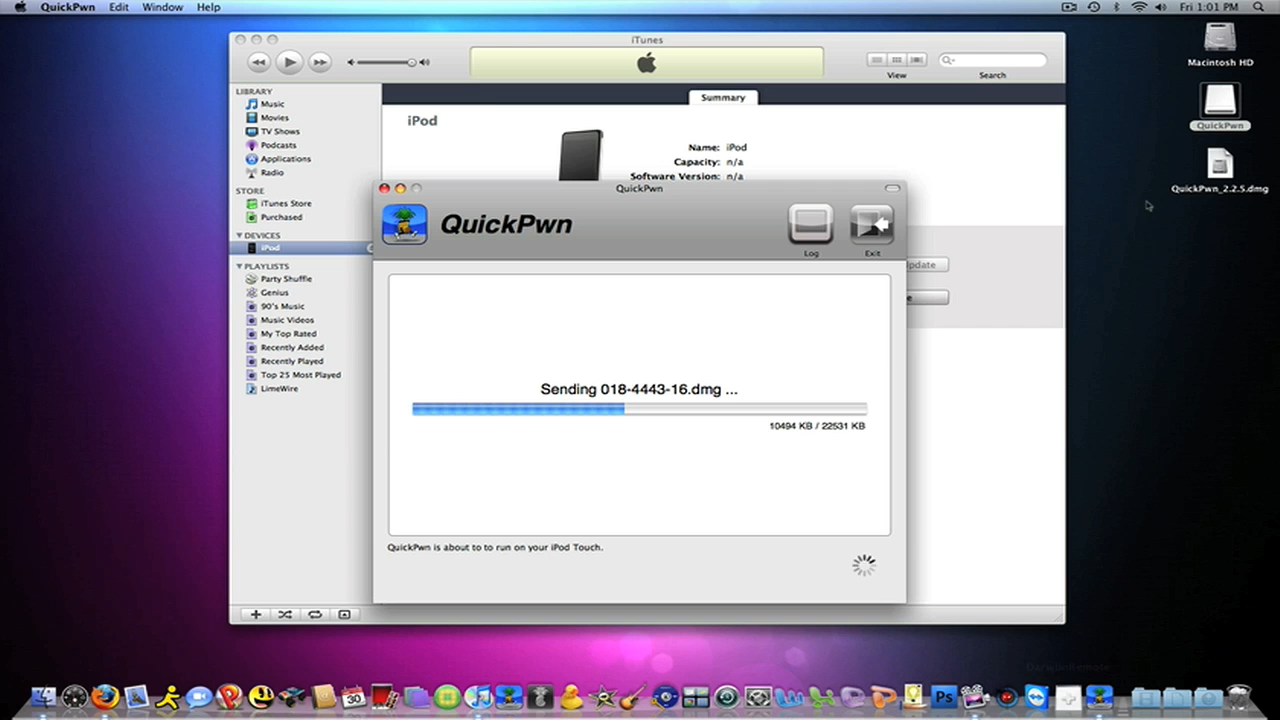 QuickPwn Edit Window Help Fri 1:01 PM
iTunes
View
Search
Macintosh HD
QuickPwn
QuickPwn_2.2.5.dmg
LIBRARY
Music
Movies
TV Shows
Podcasts
Applications
Radio
STORE
iTunes Store
Purchased
DEVICES
iPod
PLAYLISTS
Party Shuffle
Genius
90's Music
Music Videos
My Top Rated
Recently Added
Recently Played
Top 25 Most Played
LimeWire
Summary
iPod
Name: iPod
Capacity: n/a
Software Version: n/a
pdate
e
QuickPwn
QuickPwn
Log
Exit
Sending 018-4443-16.dmg ...
10494 KB / 22531 KB
QuickPwn is about to to run on your iPod Touch.
30
Ps